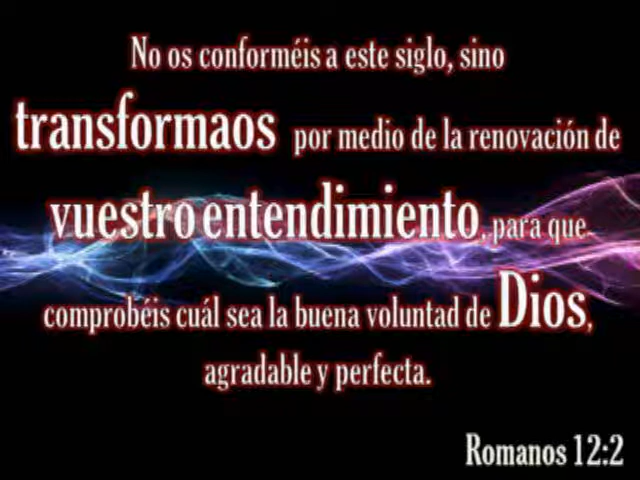 No os conforméis a este siglo, sino
transformaos por medio de la renovación de
vuestro entendimiento, para que
comprobéis cuál sea la buena voluntad de Dios,
agradable y perfecta.
Romanos 12:2